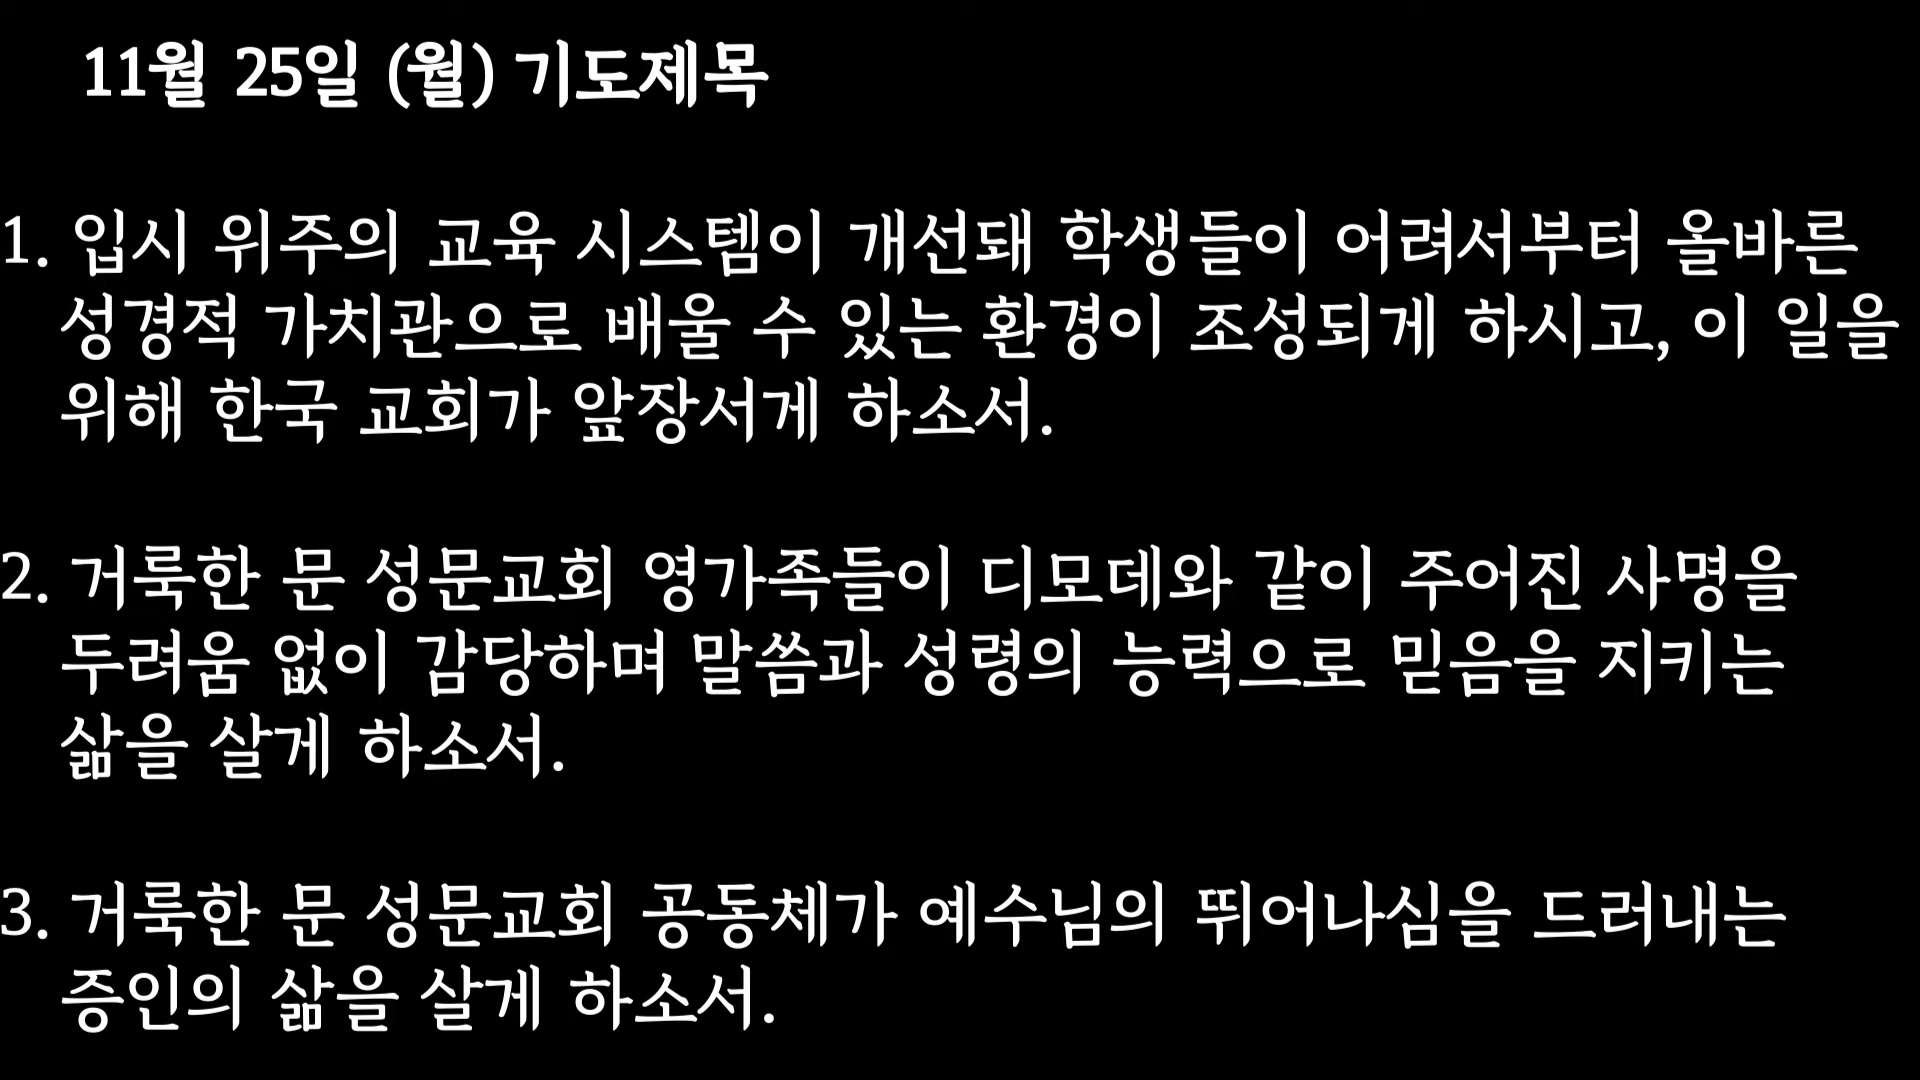 11월 25일 (월) 기도제목
1. 입시 위주의 교육 시스템이 개선돼 학생들이 어려서부터 올바른
성경적 가치관으로 배울 수 있는 환경이 조성되게 하시고, 이 일을
위해 한국 교회가 앞장서게 하소서.
2. 거룩한 문 성문교회 영가족들이 디모데와 같이 주어진 사명을
두려움 없이 감당하며 말씀과 성령의 능력으로 믿음을 지키는
삶을 살게 하소서.
3. 거룩한 문 성문교회 공동체가 예수님의 뛰어나심을 드러내는
증인의 삶을 살게 하소서.